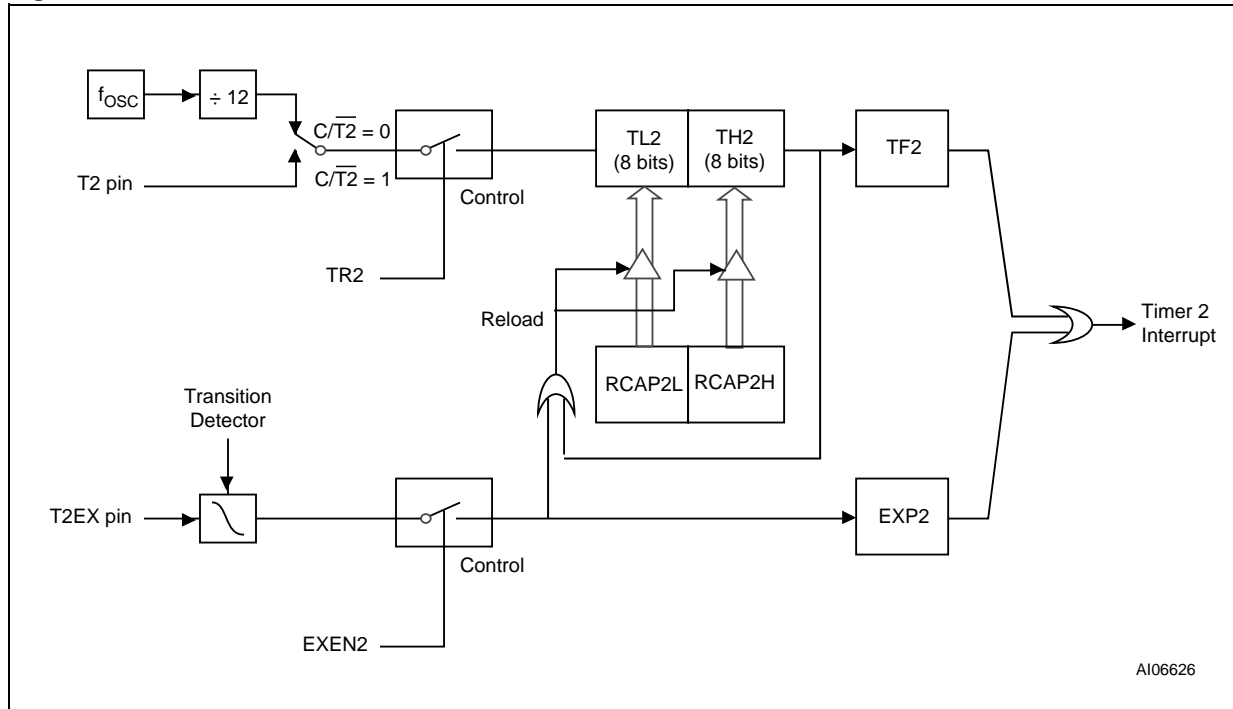 fOSC
÷ 12
C/T2 = 0
C/T2 = 1
T2 pin
Control
TR2
TL2
(8 bits)
TH2
(8 bits)
TF2
Reload
RCAP2L
RCAP2H
Timer 2
Interrupt
Transition
Detector
T2EX pin
Control
EXEN2
EXP2
AI06626